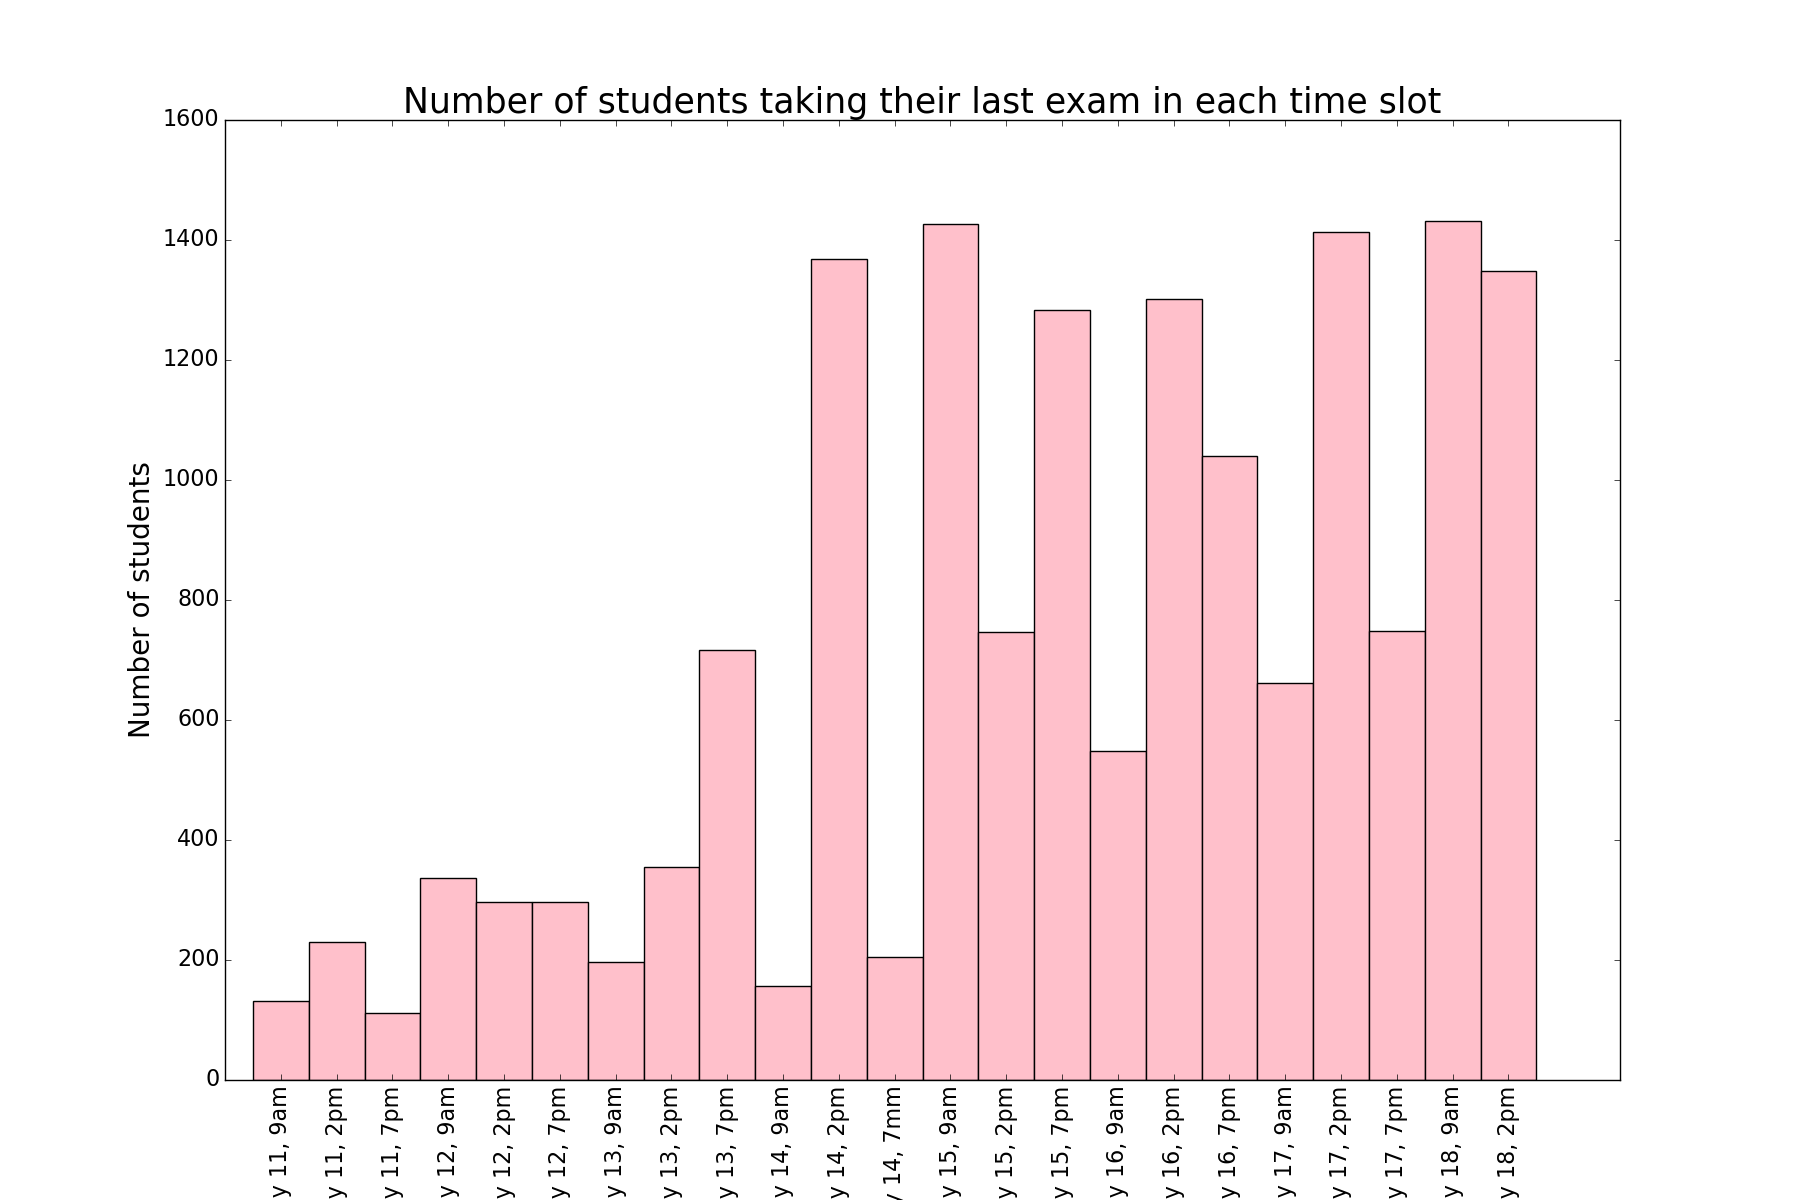 Number of students taking their last exam in each time slot
Number of students
1600
1400
1200
1000
800
600
400
200
0
y 11, 9am
y 11, 2pm
y 11, 7pm
y 12, 9am
y 12, 2pm
y 12, 7pm
y 13, 9am
y 13, 2pm
y 13, 7pm
y 14, 9am
y 14, 2pm
y 14, 7mm
y 15, 9am
y 15, 2pm
y 15, 7pm
y 16, 9am
y 16, 2pm
y 16, 7pm
y 17, 9am
y 17, 2pm
y 17, 7pm
y 18, 9am
y 18, 2pm